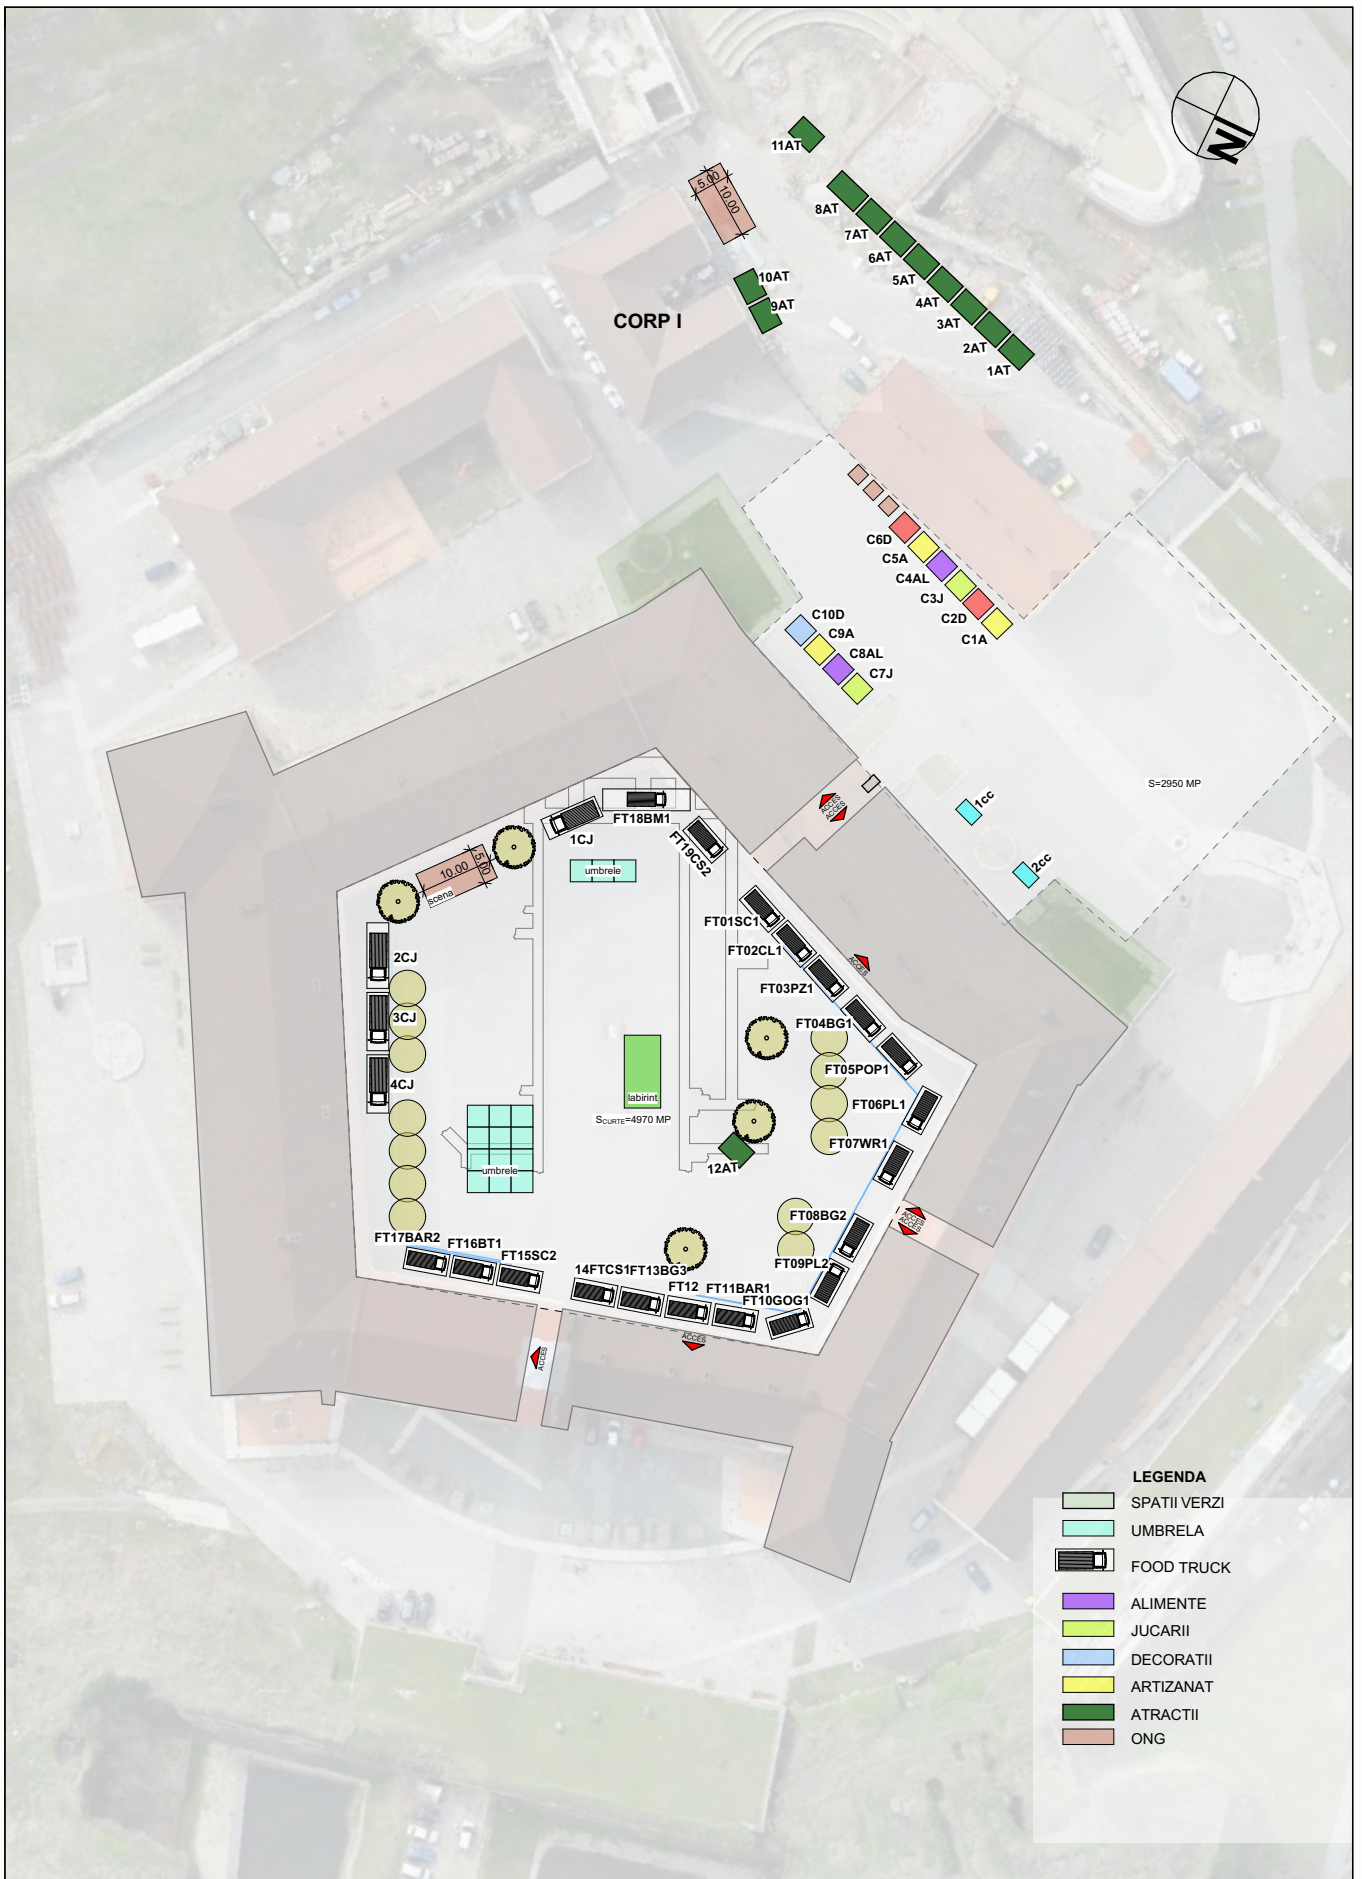 N
11AT
5.00
10.00
8AT
7AT
6AT
5AT
4AT
3AT
2AT
1AT
10AT
9AT
CORP I
C6D
C5A
C4AL
C3J
C2D
C1A
C10D
C9A
C8AL
C7J
S=2950 MP
1cc
2cc
ACCES
ACCES
FT18BM1
1CJ
FT19CS2
umbrele
10.00
5.00
scena
FT01SC1
FT02CL1
FT03PZ1
ACCES
FT04BG1
FT05POP1
FT06PL1
FT07WR1
2CJ
3CJ
4CJ
labirint
SCURTE=4970 MP
umbrele
12AT
FT08BG2
ACCES
ACCES
FT09PL2
FT17BAR2
FT16BT1
FT15SC2
14FTCS1
FT13BG3
FT12
FT11BAR1
FT10GOG1
ACCES
ACCES
LEGENDA
SPATII VERZI
UMBRELA
FOOD TRUCK
ALIMENTE
JUCARII
DECORATII
ARTIZANAT
ATRACTII
ONG